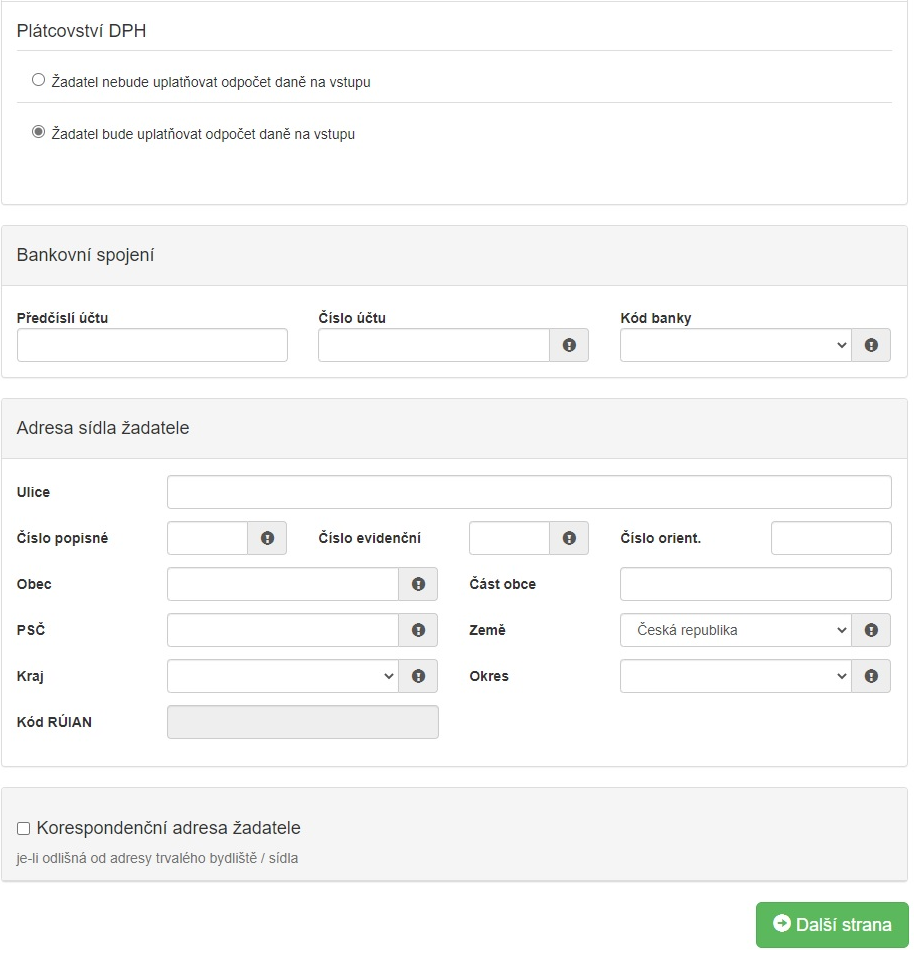 Plátcovství DPH
Žadatel nebude uplatňovat odpočet daně na vstupu
Žadatel bude uplatňovat odpočet daně na vstupu
Bankovní spojení
Předčíslí účtu Číslo účtu Kód banky
Adresa sídla žadatele
Ulice
Číslo popisné Číslo evidenční Číslo orient.
Obec Část obce
PSČ Země Česká republika
Kraj Okres
Kód RÚIAN
Korespondenční adresa žadatele
je-li odlišná od adresy trvalého bydliště / sídla
Další strana